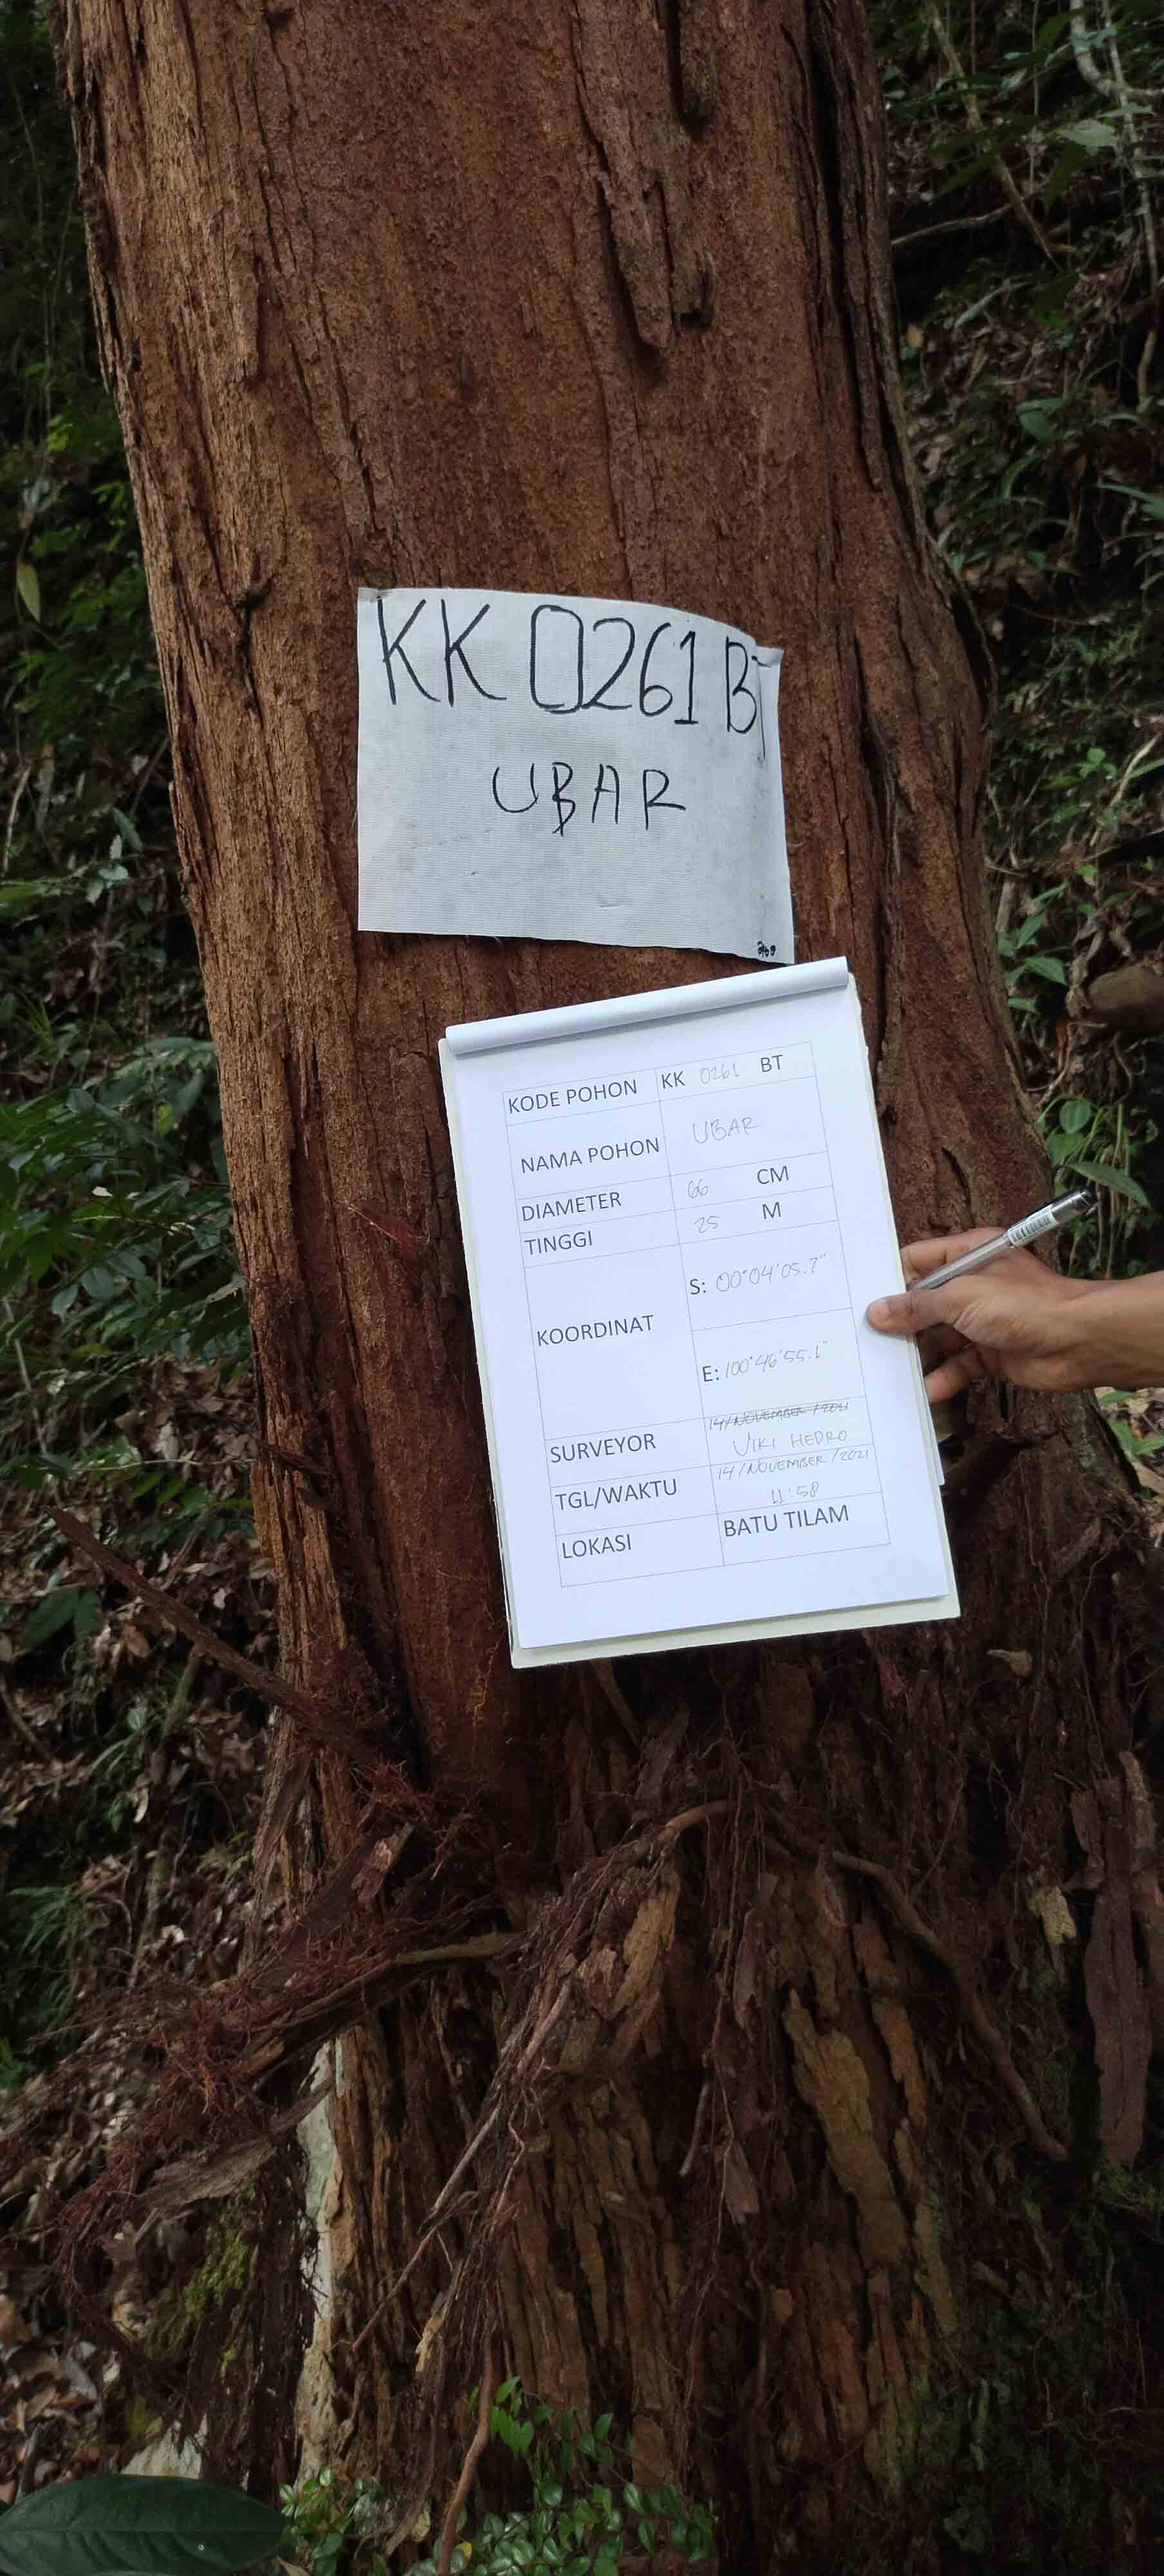 KK 0261 BT
UBAR
KODE POHON KK 0261 BT
NAMA POHON UBAR
DIAMETER 66 CM
TINGGI 25 M
KOORDINAT
S: 00°04'05.7"
E: 100°46'55.1"
14/NOVEMBER/2021
SURVEYOR VIKI HEDRO
TGL/WAKTU 14/NOVEMBER/2021
11:58
LOKASI BATU TILAM